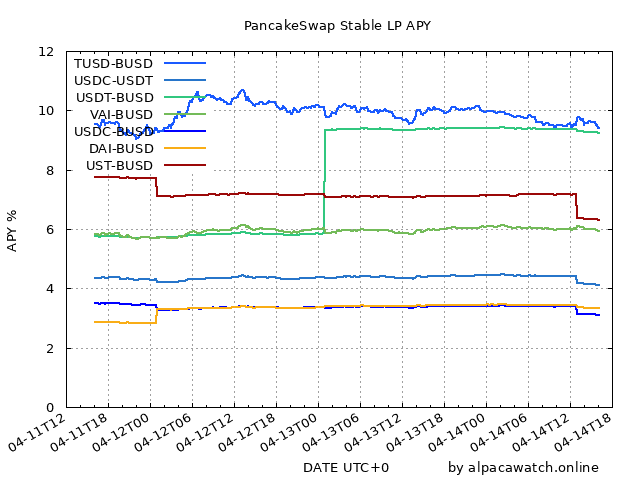 PancakeSwap Stable LP APY
12
10
8
6
4
2
0
APY %
TUSD-BUSD
USDC-USDT
USDT-BUSD
VAI-BUSD
USDC-BUSD
DAI-BUSD
UST-BUSD
04-11T12
04-11T18
04-12T00
04-12T06
04-12T12
04-12T18
04-13T00
04-13T06
04-13T12
04-13T18
04-14T00
04-14T06
04-14T12
04-14T18
DATE UTC+0
by alpacawatch.online